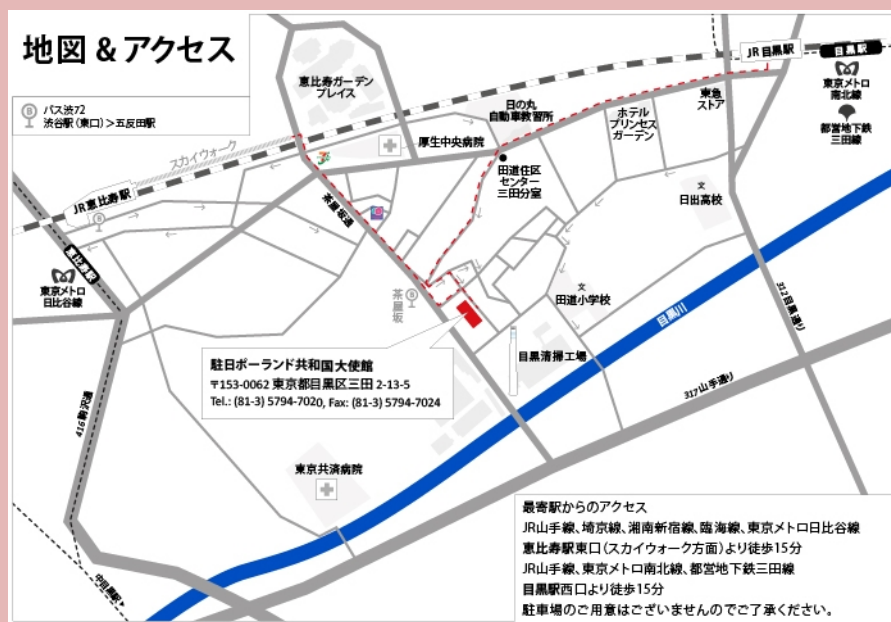 地図 & アクセス
B バス渋72
渋谷駅(東口)>五反田駅
恵比寿ガーデン
プレイス
JR 目黒駅
目黒駅
東京メトロ
南北線
都営地下鉄
三田線
東急
ストア
日の丸
自動車教習所
ホテル
プリンセス
ガーデン
厚生中央病院
スカイウォーク
田道住区
センター
三田分室
文
日出高校
JR 恵比寿駅
B
茶屋坂通
恵比寿駅
東京メトロ
日比谷線
B
茶屋坂
文
田道小学校
目黒川
312 目黒通り
目黒清掃工場
駐日ポーランド共和国大使館
〒153-0062 東京都目黒区三田 2-13-5
Tel.: (81-3) 5794-7020, Fax: (81-3) 5794-7024
317 山手通り
416 駒沢通
東京共済病院
中目黒駅
最寄駅からのアクセス
JR山手線、埼京線、湘南新宿線、臨海線、東京メトロ日比谷線
恵比寿駅東口(スカイウォーク方面)より徒歩15分
JR山手線、東京メトロ南北線、都営地下鉄三田線
目黒駅西口より徒歩15分
駐車場のご用意はございませんのでご了承ください。